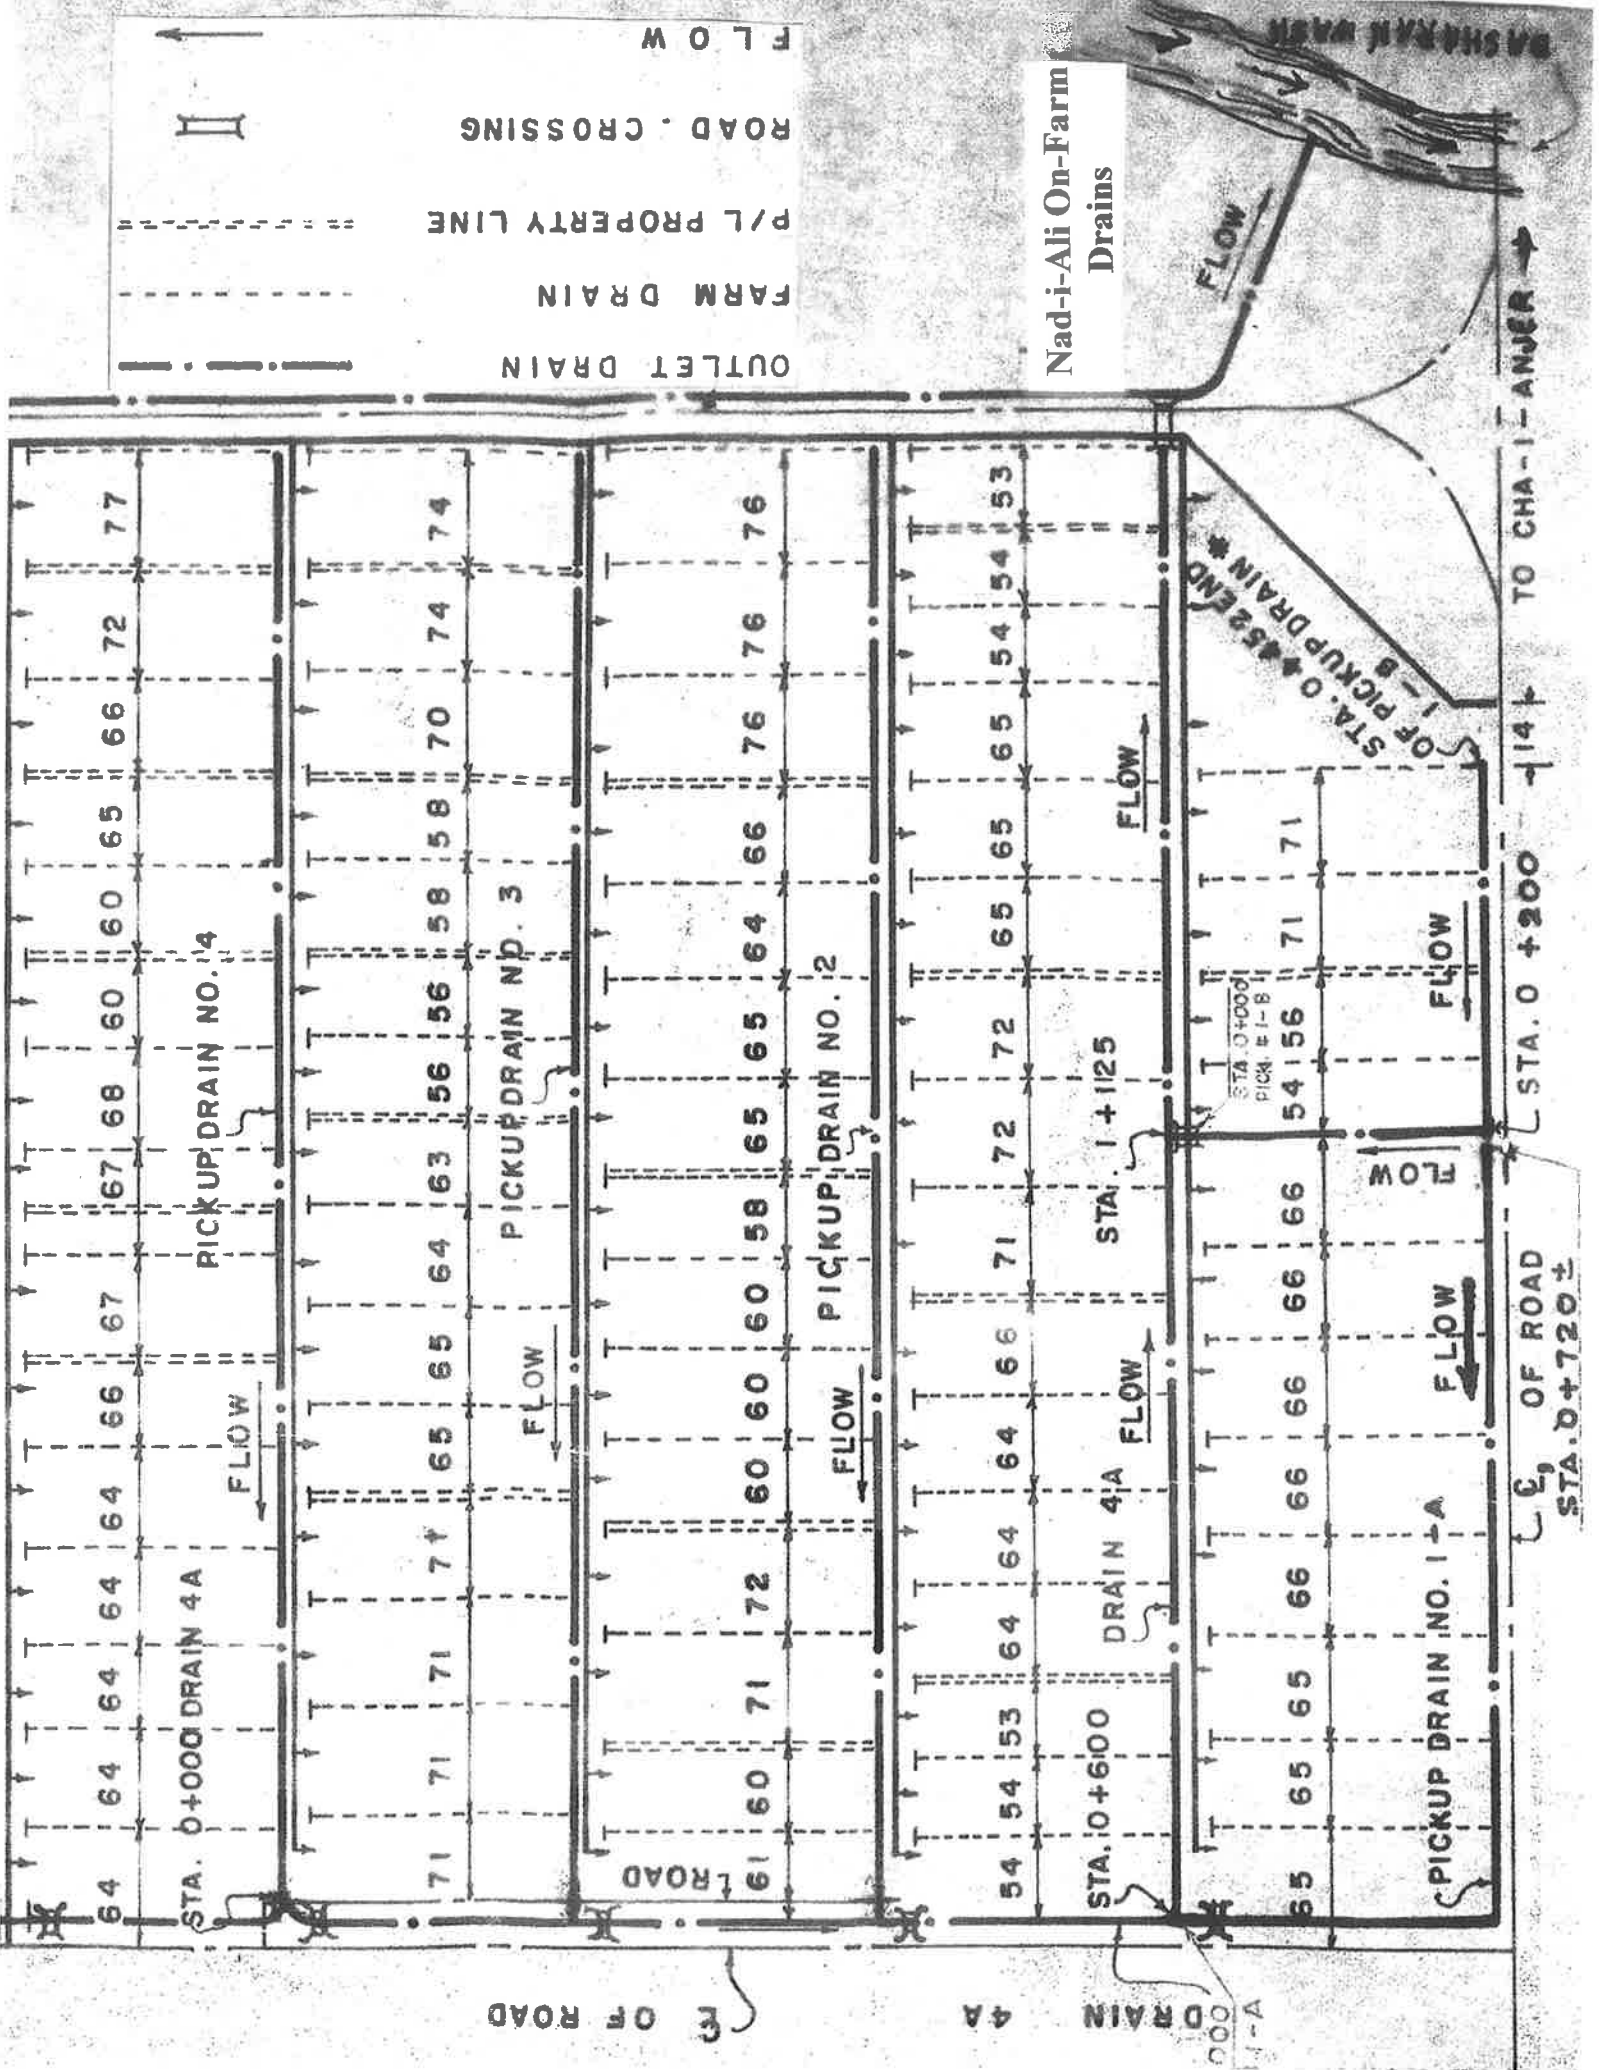 BASHARAN WASH
FLOW
ROAD . CROSSING
P/L PROPERTY LINE
FARM DRAIN
OUTLET DRAIN
Nad-i-Ali On-Farm
Drains
FLOW
TO CHA-I-ANJER
77
72
66
65
60
60
68
67
67
66
64
64
64
64
64
PICKUP DRAIN NO. 4
FLOW
STA. 0+000 DRAIN 4A
74
74
70
58
58
56
56
63
64
65
65
71
71
71
71
PICKUP DRAIN NO. 3
FLOW
76
76
76
66
64
65
65
58
60
60
60
72
71
60
61
ROAD
PICKUP DRAIN NO. 2
FLOW
53
54
54
65
65
65
72
72
71
66
64
64
64
53
54
54
FLOW
STA. 1+1125
FLOW
DRAIN 4A
STA. 0+600
STA. 0+452 END *
OF PICKUP DRAIN
1-B
STA. 0+000
PICK. # 1-B
71
71
56
54
66
66
66
66
66
65
65
65
FLOW
FLOW
FLOW
PICKUP DRAIN NO. 1-A
14
STA. 0 +200
℄ OF ROAD
STA. 0+720 ±
℄ OF ROAD
DRAIN 4A
000
1-A